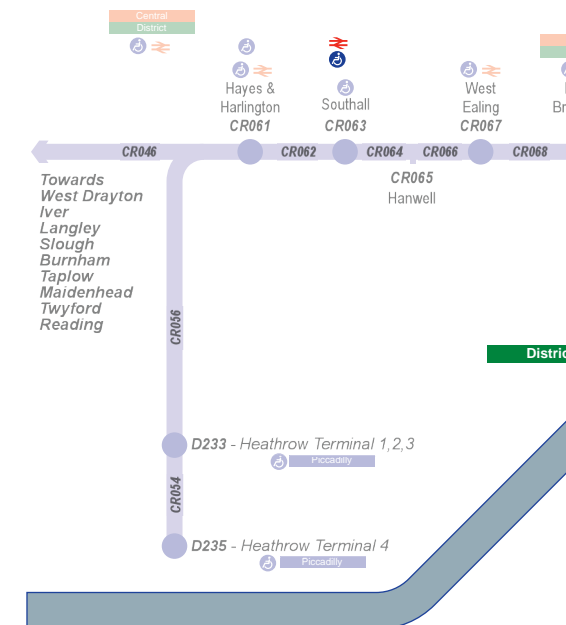 Central
District
Hayes &
Harlington
CR061
Southall
CR063
West
Ealing
CR067
Br
CR046
CR062
CR064
CR066
CR068
CR065
Hanwell
Towards
West Drayton
Iver
Langley
Slough
Burnham
Taplow
Maidenhead
Twyford
Reading
CR056
Distric
D233 - Heathrow Terminal 1,2,3
Piccadilly
CR054
D235 - Heathrow Terminal 4
Piccadilly